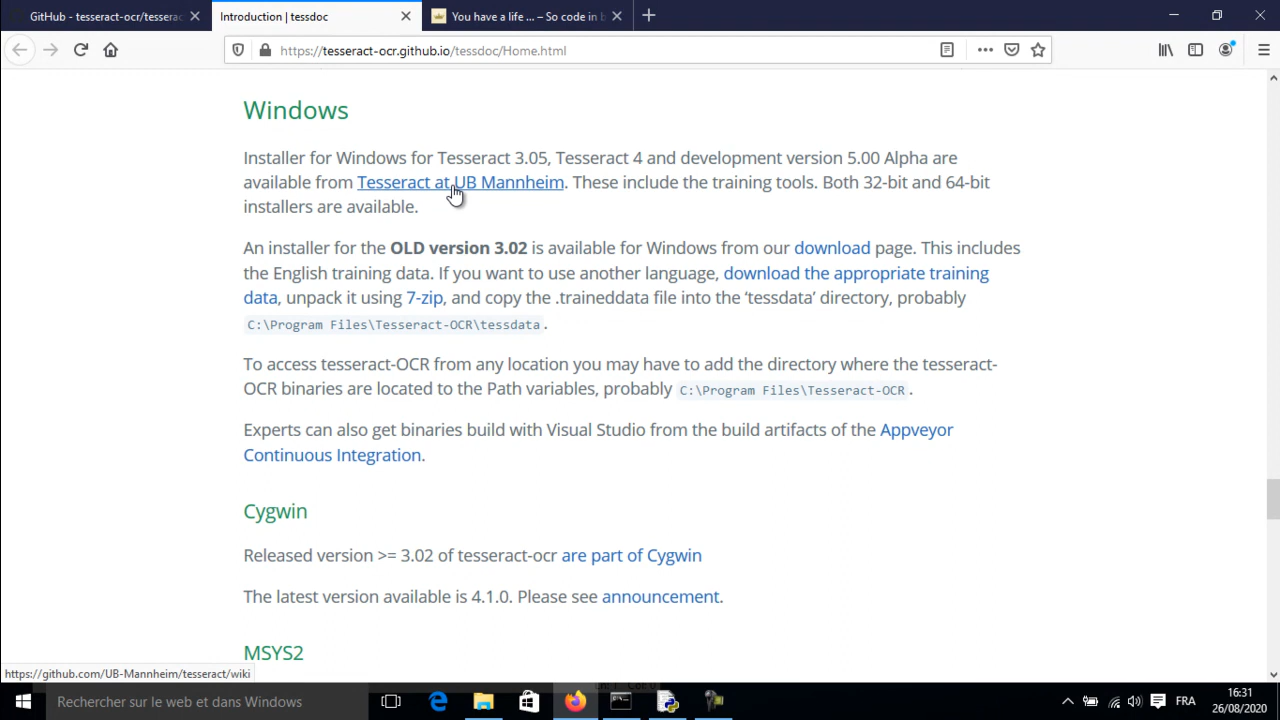 GitHub - tesseract-ocr/tesserac
Introduction | tessdoc
You have a life ... – So code in b
https://tesseract-ocr.github.io/tessdoc/Home.html
Windows
Installer for Windows for Tesseract 3.05, Tesseract 4 and development version 5.00 Alpha are
available from Tesseract at UB Mannheim. These include the training tools. Both 32-bit and 64-bit
installers are available.
An installer for the OLD version 3.02 is available for Windows from our download page. This includes
the English training data. If you want to use another language, download the appropriate training
data, unpack it using 7-zip, and copy the .traineddata file into the ‘tessdata’ directory, probably
C:\Program Files\Tesseract-OCR\tessdata.
To access tesseract-OCR from any location you may have to add the directory where the tesseract-
OCR binaries are located to the Path variables, probably C:\Program Files\Tesseract-OCR.
Experts can also get binaries build with Visual Studio from the build artifacts of the Appveyor
Continuous Integration.
Cygwin
Released version >= 3.02 of tesseract-ocr are part of Cygwin
The latest version available is 4.1.0. Please see announcement.
MSYS2
https://github.com/UB-Mannheim/tesseract/wiki
Rechercher sur le web et dans Windows
FRA
16:31
26/08/2020